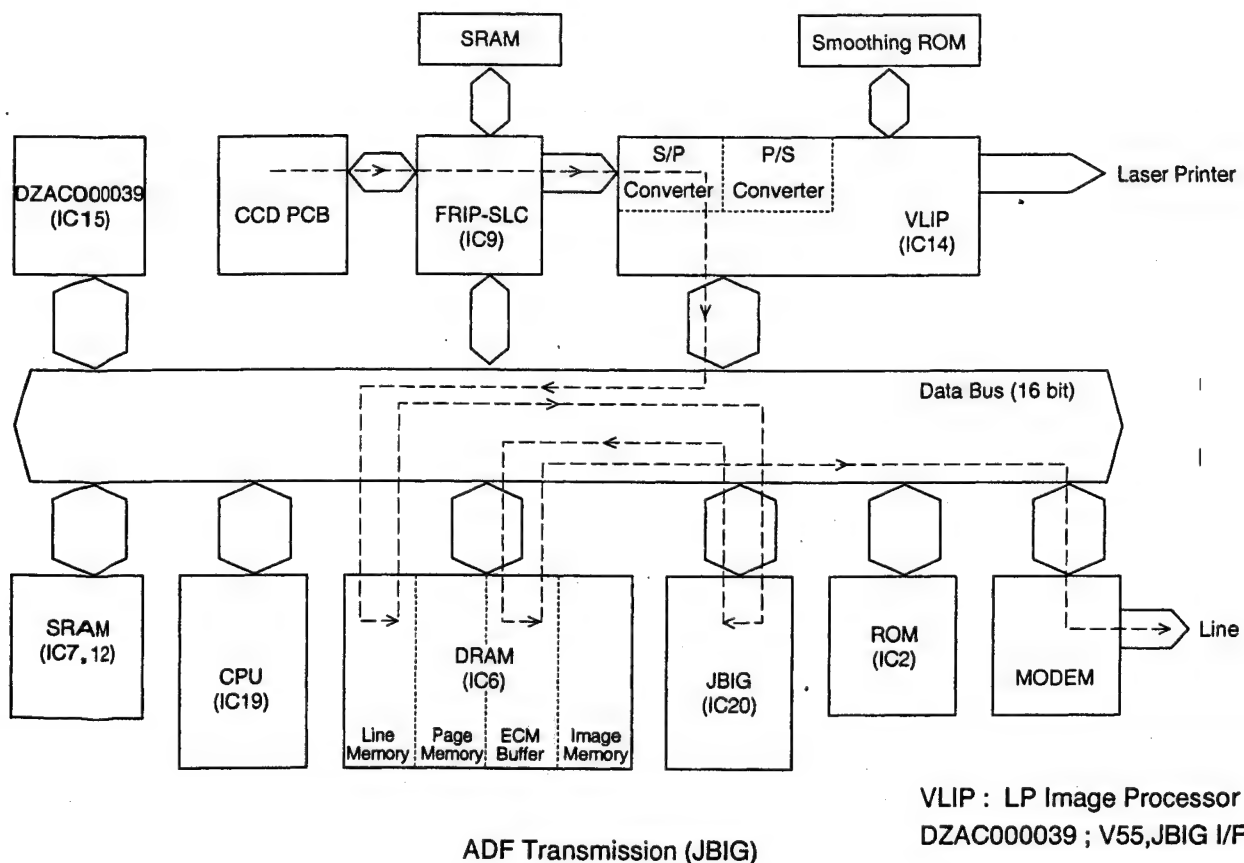 SRAM
Smoothing ROM
DZAC000039
(IC15)
CCD PCB
FRIP-SLC
(IC9)
S/P
Converter
P/S
Converter
VLIP
(IC14)
Laser Printer
Data Bus (16 bit)
SRAM
(IC7, 12)
CPU
(IC19)
DRAM
(IC6)
Line
Memory
Page
Memory
ECM
Buffer
Image
Memory
JBIG
(IC20)
ROM
(IC2)
MODEM
Line
VLIP : LP Image Processor
DZAC000039 ; V55,JBIG I/F
ADF Transmission (JBIG)